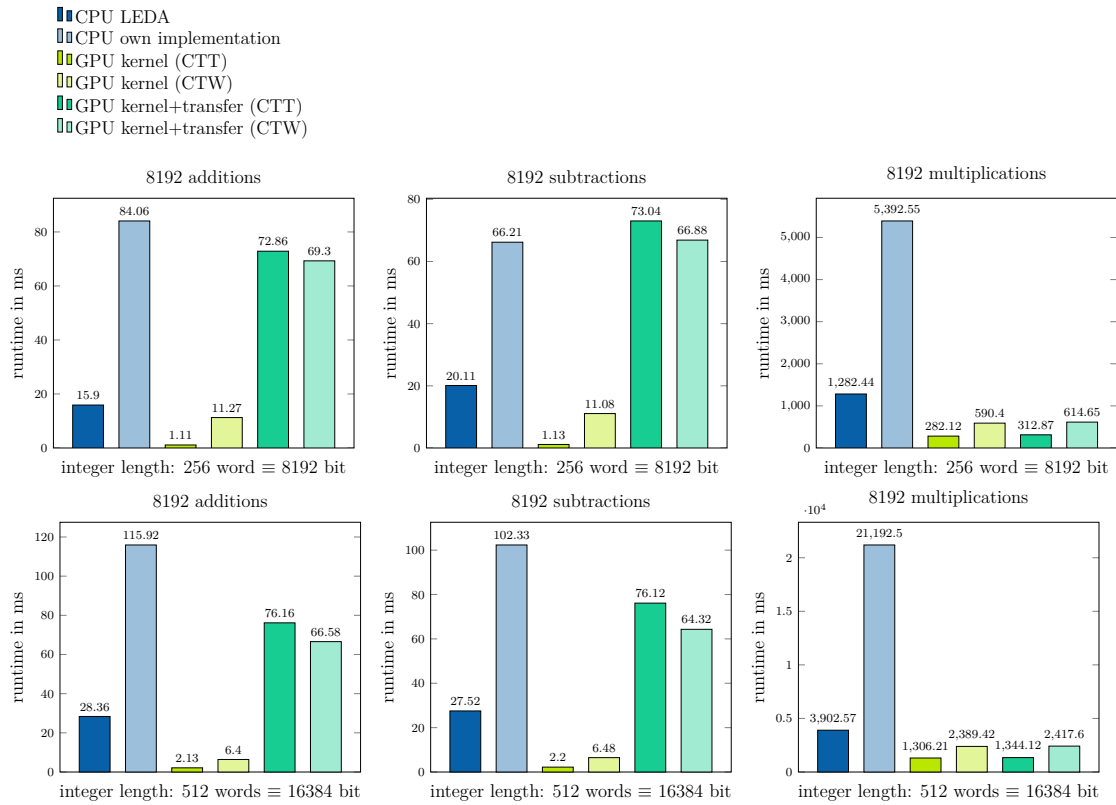 CPU LEDA
CPU own implementation
GPU kernel (CTT)
GPU kernel (CTW)
GPU kernel+transfer (CTT)
GPU kernel+transfer (CTW)
8192 additions
80
60
40
20
0
runtime in ms
15.9
84.06
1.11
11.27
72.86
69.3
integer length: 256 word ≡ 8192 bit
8192 subtractions
80
60
40
20
0
runtime in ms
20.11
66.21
1.13
11.08
73.04
66.88
integer length: 256 word ≡ 8192 bit
8192 multiplications
5,000
4,000
3,000
2,000
1,000
0
runtime in ms
1,282.44
5,392.55
282.12
590.4
312.87
614.65
integer length: 256 word ≡ 8192 bit
8192 additions
120
100
80
60
40
20
0
runtime in ms
28.36
115.92
2.13
6.4
76.16
66.58
integer length: 512 words ≡ 16384 bit
8192 subtractions
100
80
60
40
20
0
runtime in ms
27.52
102.33
2.2
6.48
76.12
64.32
integer length: 512 words ≡ 16384 bit
8192 multiplications
·10⁴
2
1.5
1
0.5
0
runtime in ms
3,902.57
21,192.5
1,306.21
2,389.42
1,344.12
2,417.6
integer length: 512 words ≡ 16384 bit